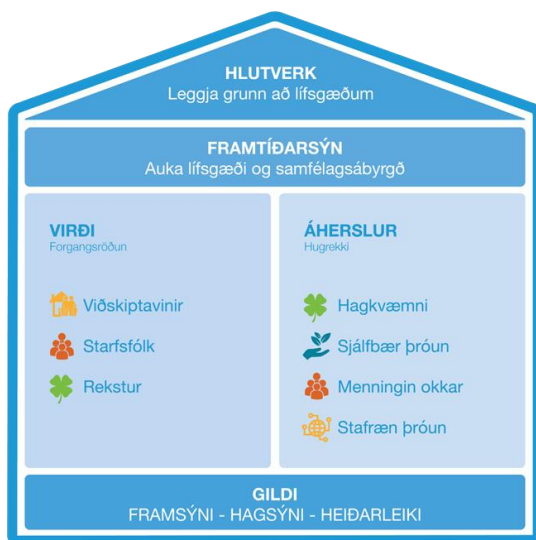 HLUTVERK
Leggja grunn að lífsgæðum
FRAMTÍÐARSÝN
Auka lífsgæði og samfélagsábyrgð
VIRÐI
Forgangsröðun
Viðskiptavinir
Starfsfólk
Rekstur
ÁHERSLUR
Hugrekki
Hagkvæmni
Sjálfbær þróun
Menningin okkar
Stafræn þróun
GILDI
FRAMSÝNI - HAGSÝNI - HEIÐARLEIKI